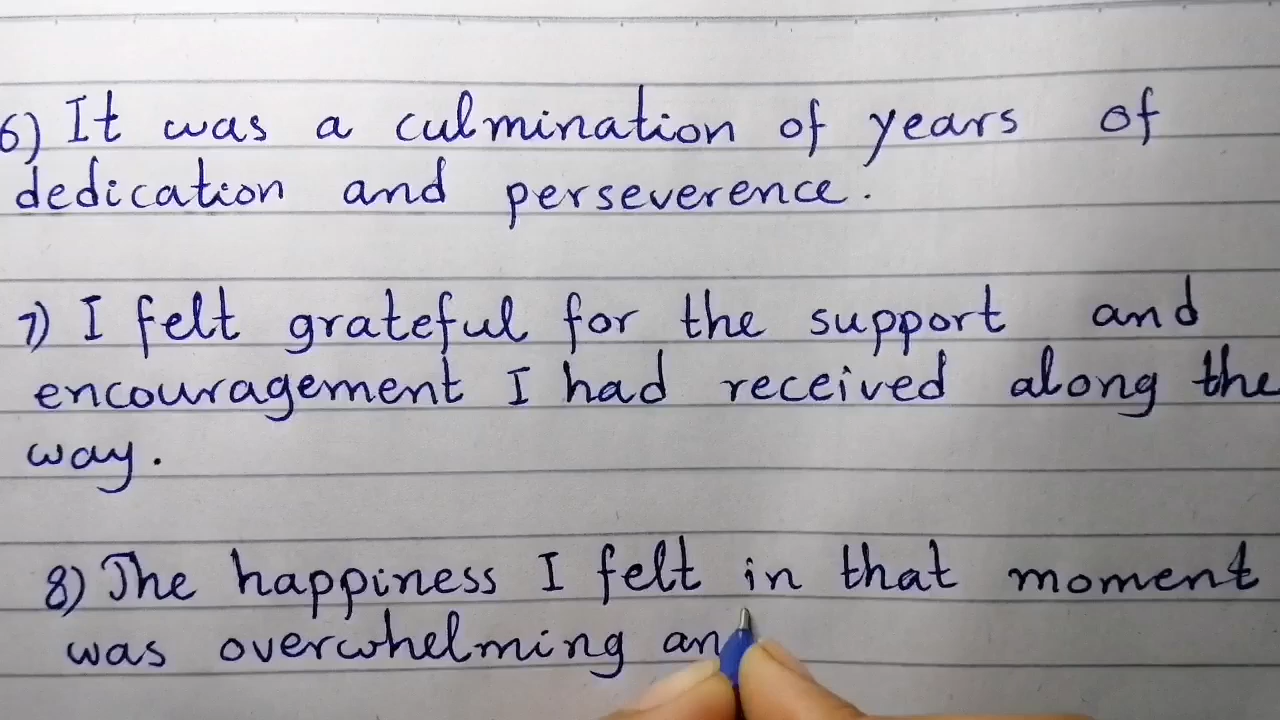 6) It was a culmination of years of
dedication and perseverence.
7) I felt grateful for the support and
encouragement I had received along the
way.
8) The happiness I felt in that moment
was overwhelming an